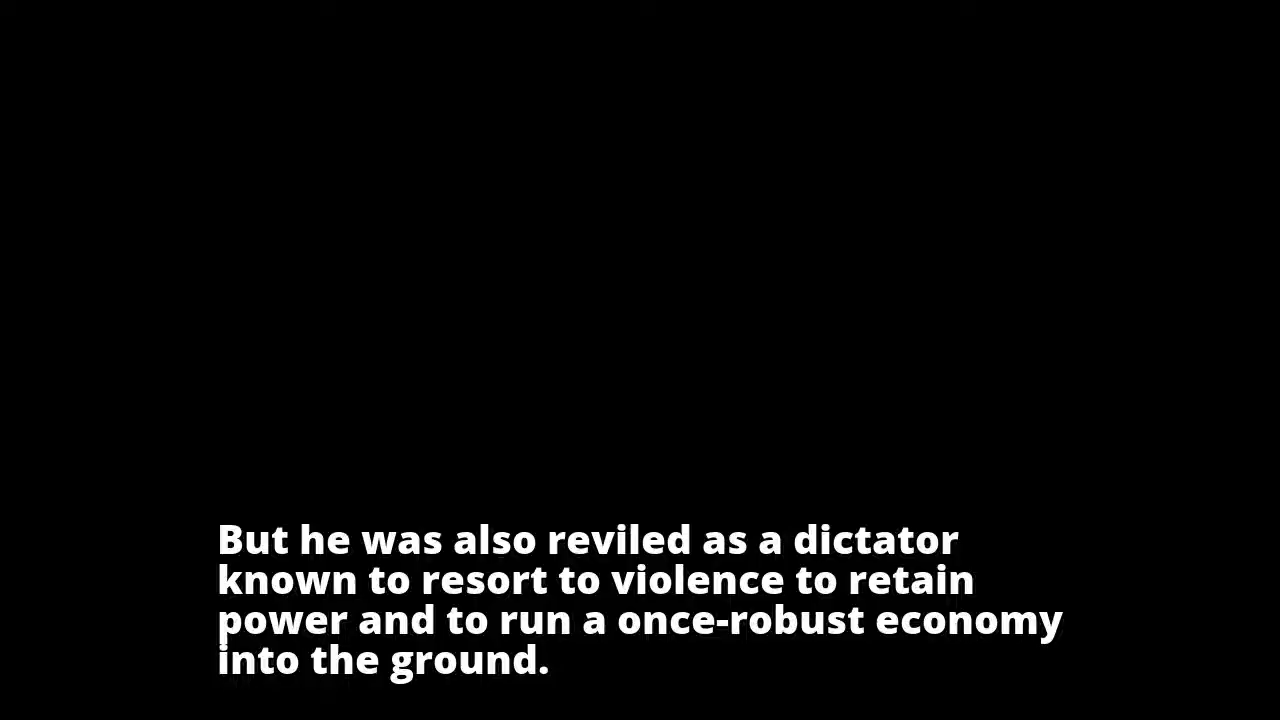 But he was also reviled as a dictator
known to resort to violence to retain
power and to run a once-robust economy
into the ground.